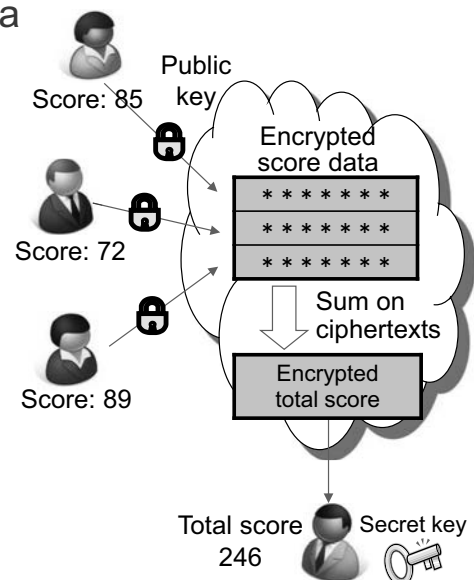 a
Score: 85
Public
key
Encrypted
score data
* * * * * * *
Score: 72
* * * * * * *
* * * * * * *
Sum on
ciphertexts
Score: 89
Encrypted
total score
Total score
246
Secret key